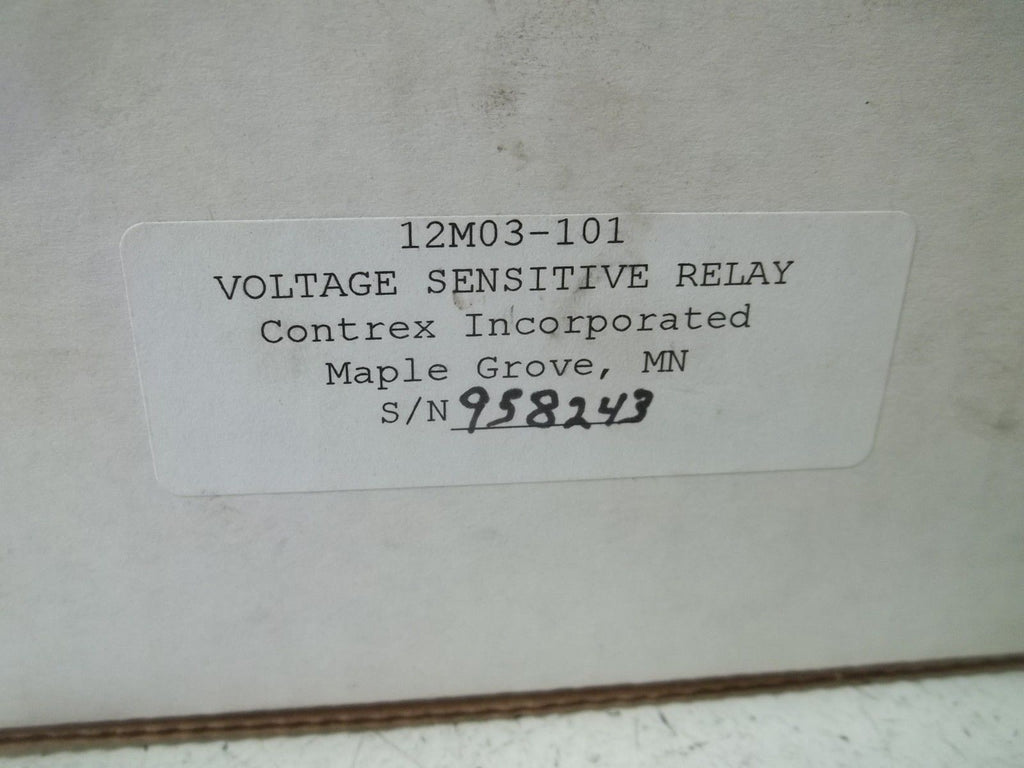 12M03-101
VOLTAGE SENSITIVE RELAY
Contrex Incorporated
Maple Grove, MN
S/N 958243